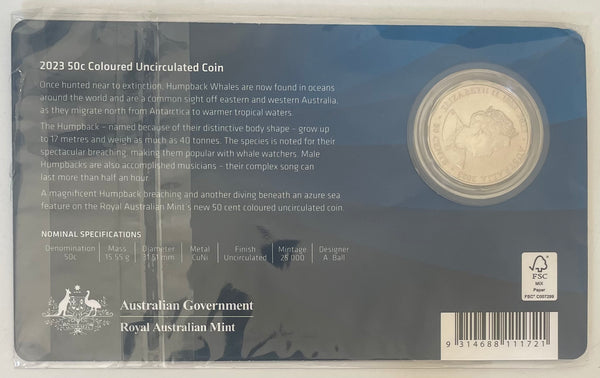 2023 50c Coloured Uncirculated Coin
Once hunted near to extinction, Humpback Whales are now found in oceans
around the world and are a common sight off eastern and western Australia,
as they migrate north from Antarctica to warmer tropical waters.
The Humpback – named because of their distinctive body shape – grow up
to 17 metres and weigh as much as 40 tonnes. The species is noted for their
spectacular breaching, making them popular with whale watchers. Male
Humpbacks are also accomplished musicians – their complex song can
last more than half an hour.
A magnificent Humpback breaching and another diving beneath an azure sea
feature on the Royal Australian Mint's new 50 cent coloured uncirculated coin.
NOMINAL SPECIFICATIONS
Denomination Mass Diameter Metal Finish Mintage Designer
50c 15.55 g 31.51 mm CuNi Uncirculated 25 000 A. Ball
ELIZABETH II
Australian Government
Royal Australian Mint
FSC
MIX
Paper
FSC® C007299
9 314688 111721